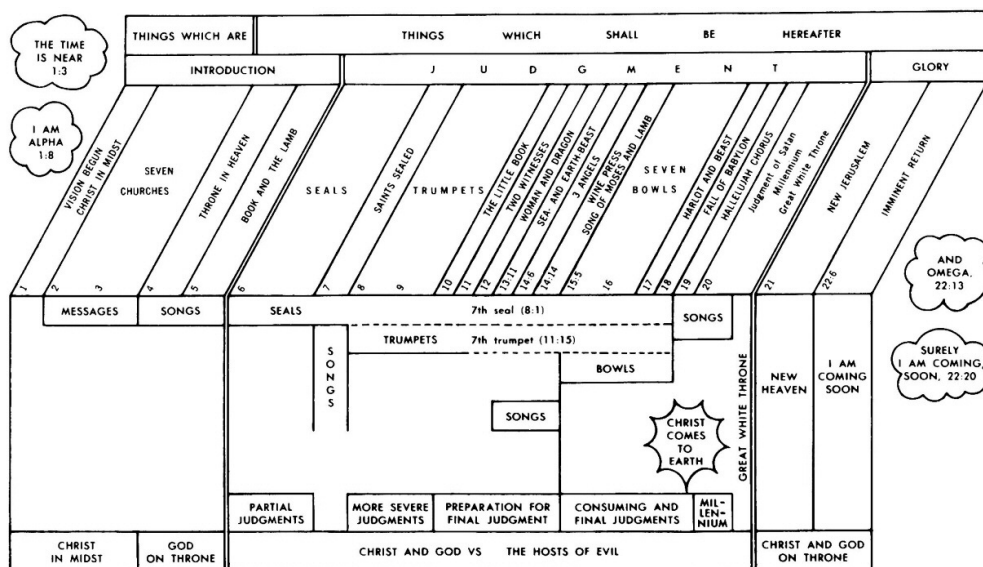 THINGS WHICH ARE
THINGS WHICH SHALL BE HEREAFTER
THE TIME
IS NEAR
1:3
INTRODUCTION
JUDGMENT
GLORY
I AM
ALPHA
1:8
VISION BEGUN
CHRIST IN MIDST
SEVEN
CHURCHES
THRONE IN HEAVEN
BOOK AND THE LAMB
SEALS
SAINTS SEALED
TRUMPETS
THE LITTLE BOOK
TWO WITNESSES
WOMAN AND DRAGON
SEA- AND EARTH-BEAST
3 ANGELS
WINE PRESS
SONG OF MOSES AND LAMB
SEVEN
BOWLS
HARLOT AND BEAST
FALL OF BABYLON
HALLELUJAH CHORUS
Judgment of Satan
Millennium
Great White Throne
NEW JERUSALEM
IMMINENT RETURN
AND
OMEGA,
22:13
1 2 3 4 5 6 7 8 9 10 11 12 13:11 14:6 14:14 15:5 16 17 18 19 20 21 22:6
MESSAGES
SONGS
SEALS
7th seal (8:1)
SONGS
TRUMPETS
7th trumpet (11:15)
SONGS
BOWLS
NEW
HEAVEN
I AM
COMING
SOON
SURELY
I AM COMING
SOON, 22:20
SONGS
CHRIST
COMES
TO
EARTH
GREAT WHITE THRONE
PARTIAL
JUDGMENTS
MORE SEVERE
JUDGMENTS
PREPARATION FOR
FINAL JUDGMENT
CONSUMING AND
FINAL JUDGMENTS
MIL-
LEN-
NIUM
CHRIST
IN MIDST
GOD
ON THRONE
CHRIST AND GOD VS THE HOSTS OF EVIL
CHRIST AND GOD
ON THRONE